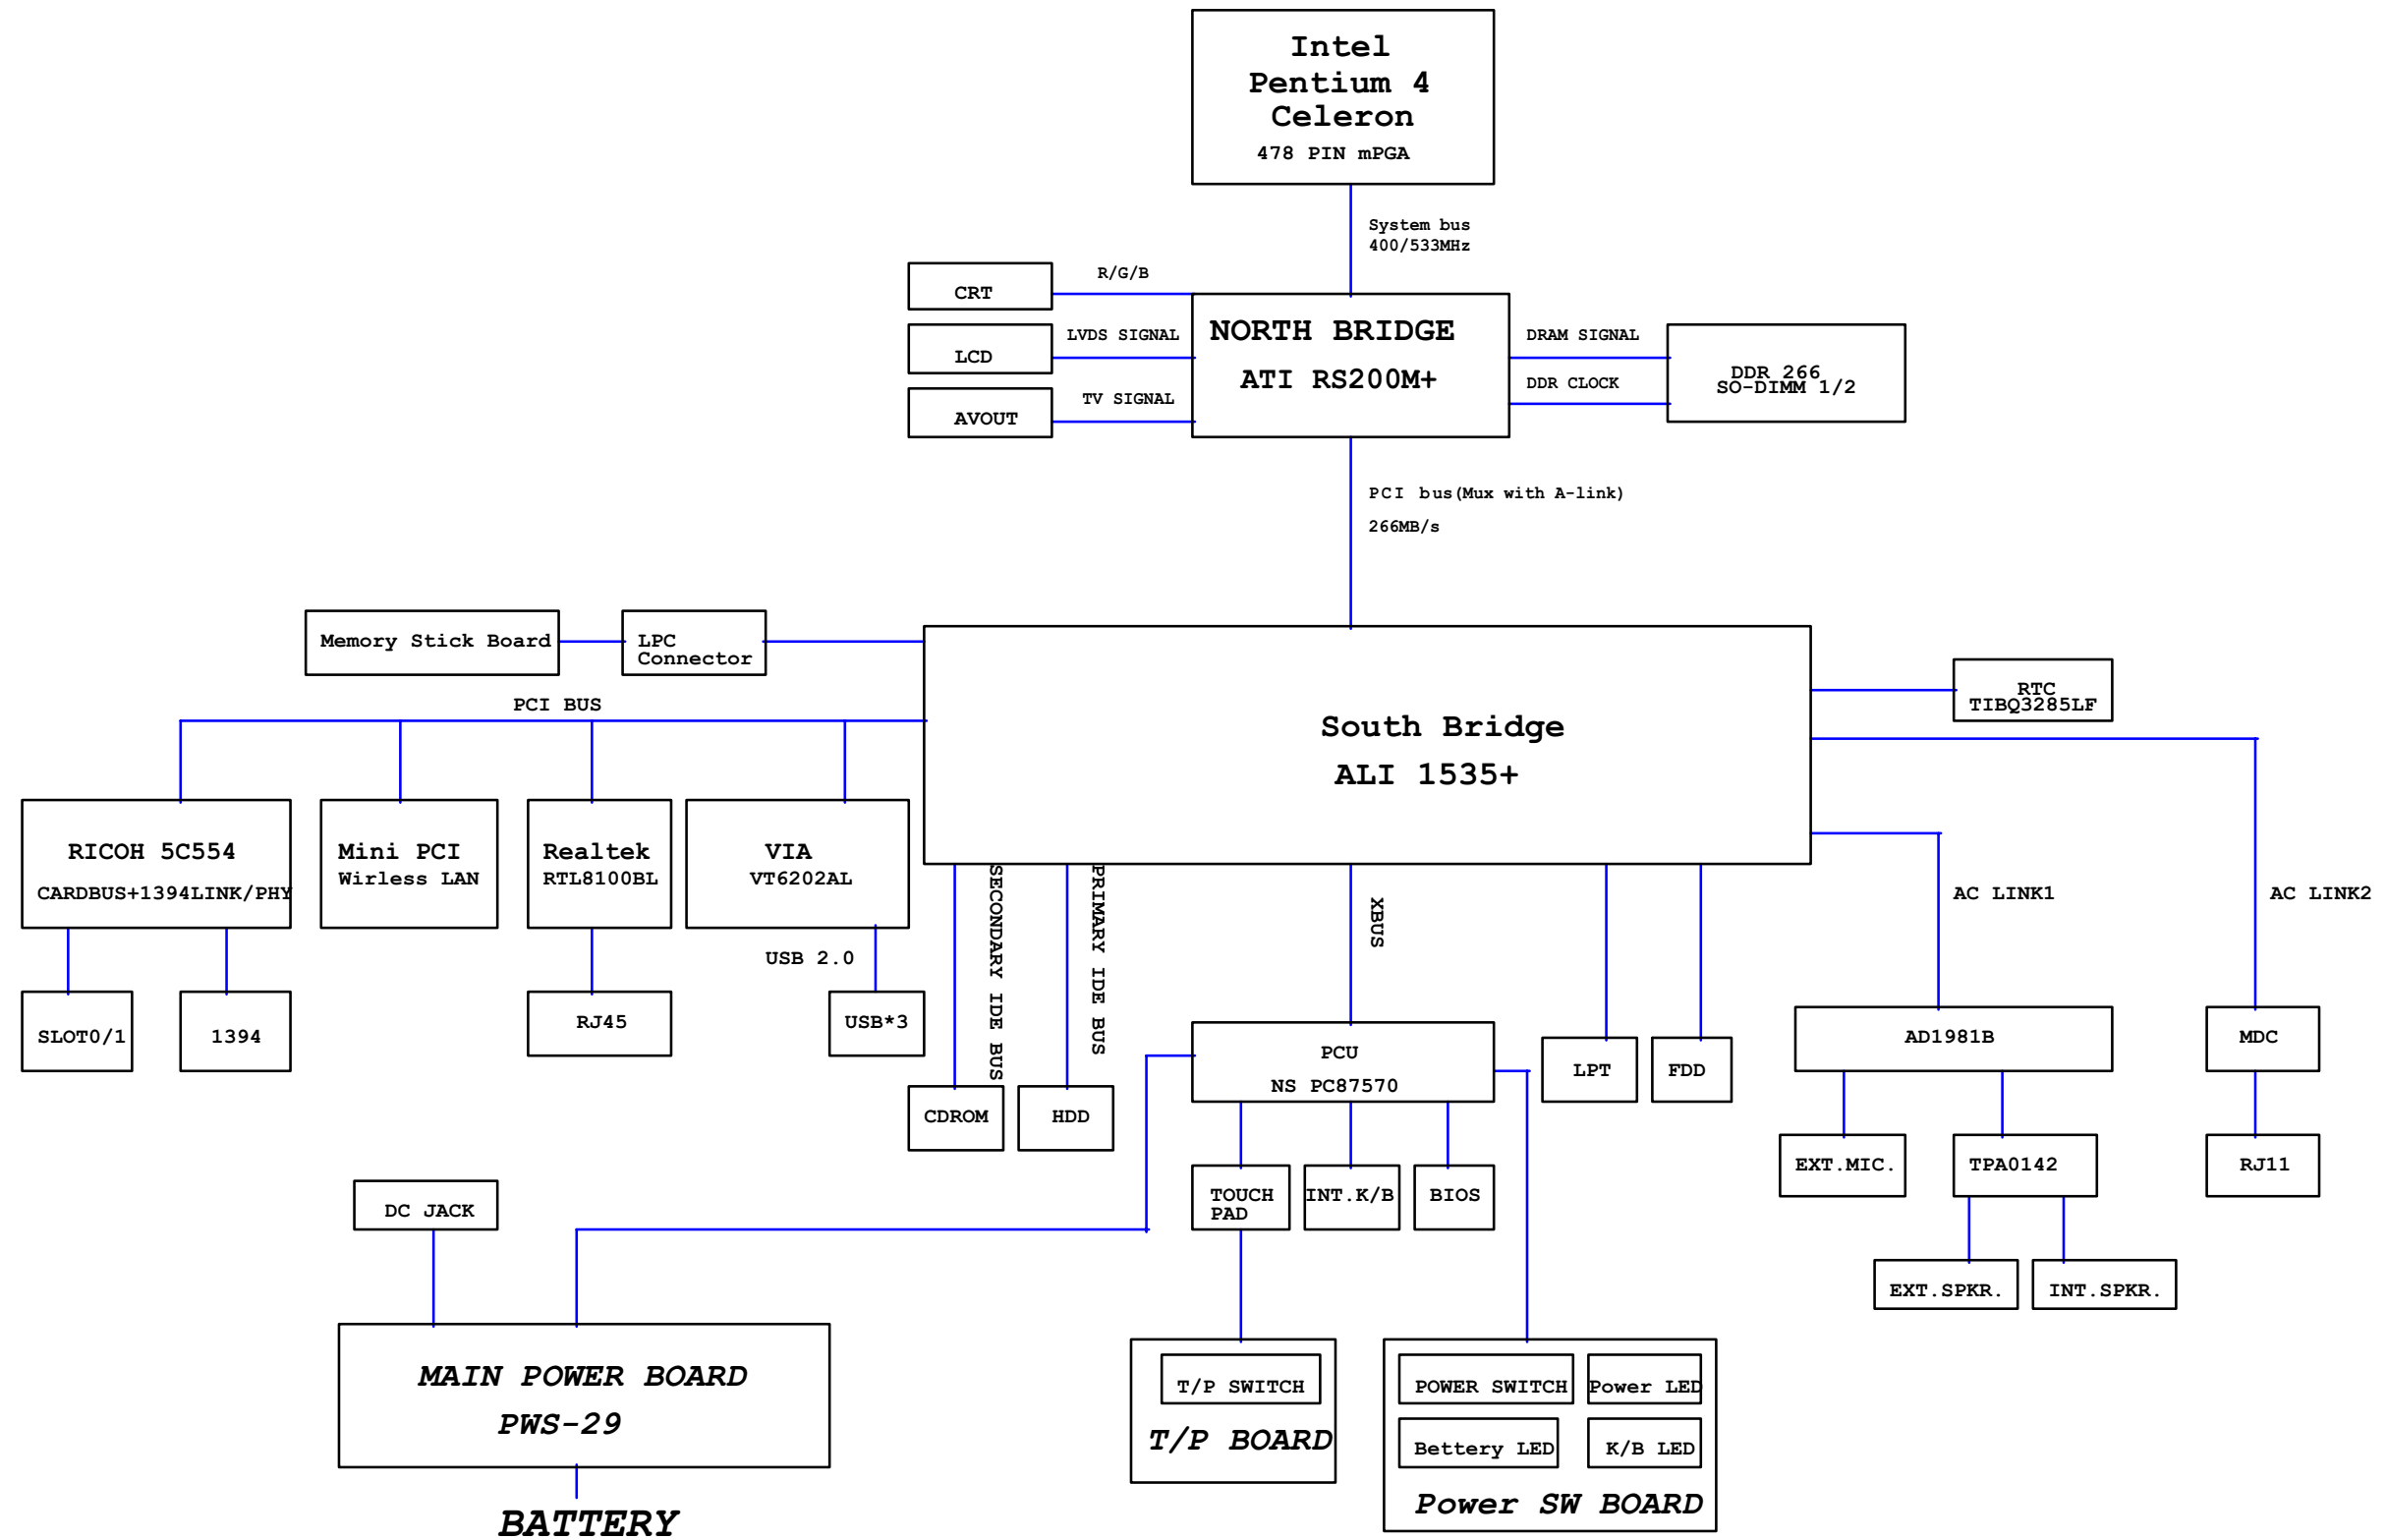 Intel
Pentium 4
Celeron
478 PIN mPGA
System bus
400/533MHz
CRT
R/G/B
LCD
LVDS SIGNAL
AVOUT
TV SIGNAL
NORTH BRIDGE
ATI RS200M+
DRAM SIGNAL
DDR CLOCK
DDR 266
SO-DIMM 1/2
PCI bus(Mux with A-link)
266MB/s
Memory Stick Board
LPC
Connector
PCI BUS
South Bridge
ALI 1535+
RTC
TIBQ3285LF
RICOH 5C554
CARDBUS+1394LINK/PHY
Mini PCI
Wirless LAN
Realtek
RTL8100BL
VIA
VT6202AL
USB 2.0
SECONDARY IDE BUS
PRIMARY IDE BUS
XBUS
AC LINK1
AC LINK2
SLOT0/1
1394
RJ45
USB*3
CDROM
HDD
PCU
NS PC87570
LPT
FDD
AD1981B
MDC
DC JACK
TOUCH
PAD
INT.K/B
BIOS
EXT.MIC.
TPA0142
RJ11
EXT.SPKR.
INT.SPKR.
MAIN POWER BOARD
PWS-29
BATTERY
T/P SWITCH
T/P BOARD
POWER SWITCH
Power LED
Bettery LED
K/B LED
Power SW BOARD